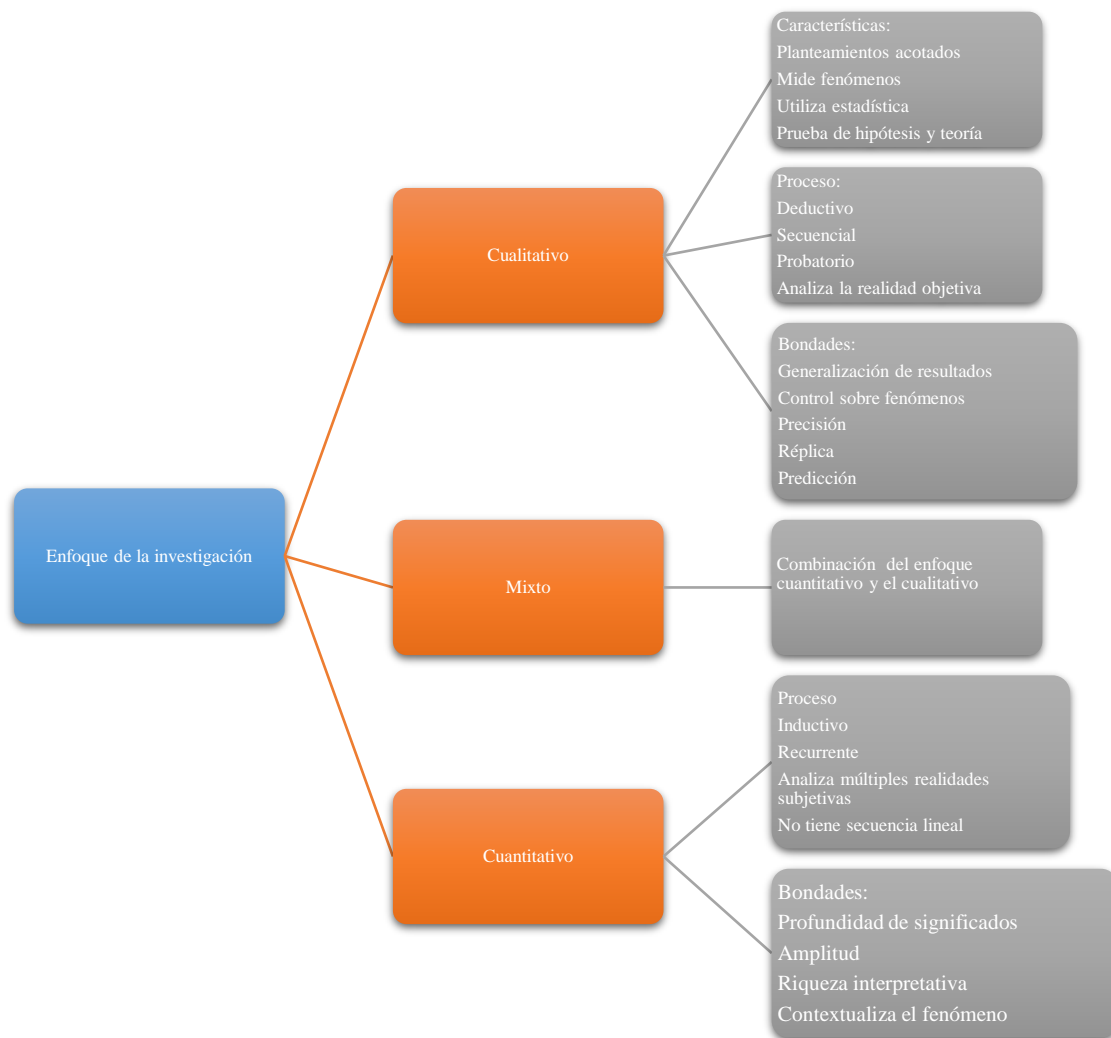 Enfoque de la investigación
Cualitativo
Características:
Planteamientos acotados
Mide fenómenos
Utiliza estadística
Prueba de hipótesis y teoría
Proceso:
Deductivo
Secuencial
Probatorio
Analiza la realidad objetiva
Bondades:
Generalización de resultados
Control sobre fenómenos
Precisión
Réplica
Predicción
Mixto
Combinación del enfoque
cuantitativo y el cualitativo
Cuantitativo
Proceso
Inductivo
Recurrente
Analiza múltiples realidades
subjetivas
No tiene secuencia lineal
Bondades:
Profundidad de significados
Amplitud
Riqueza interpretativa
Contextualiza el fenómeno